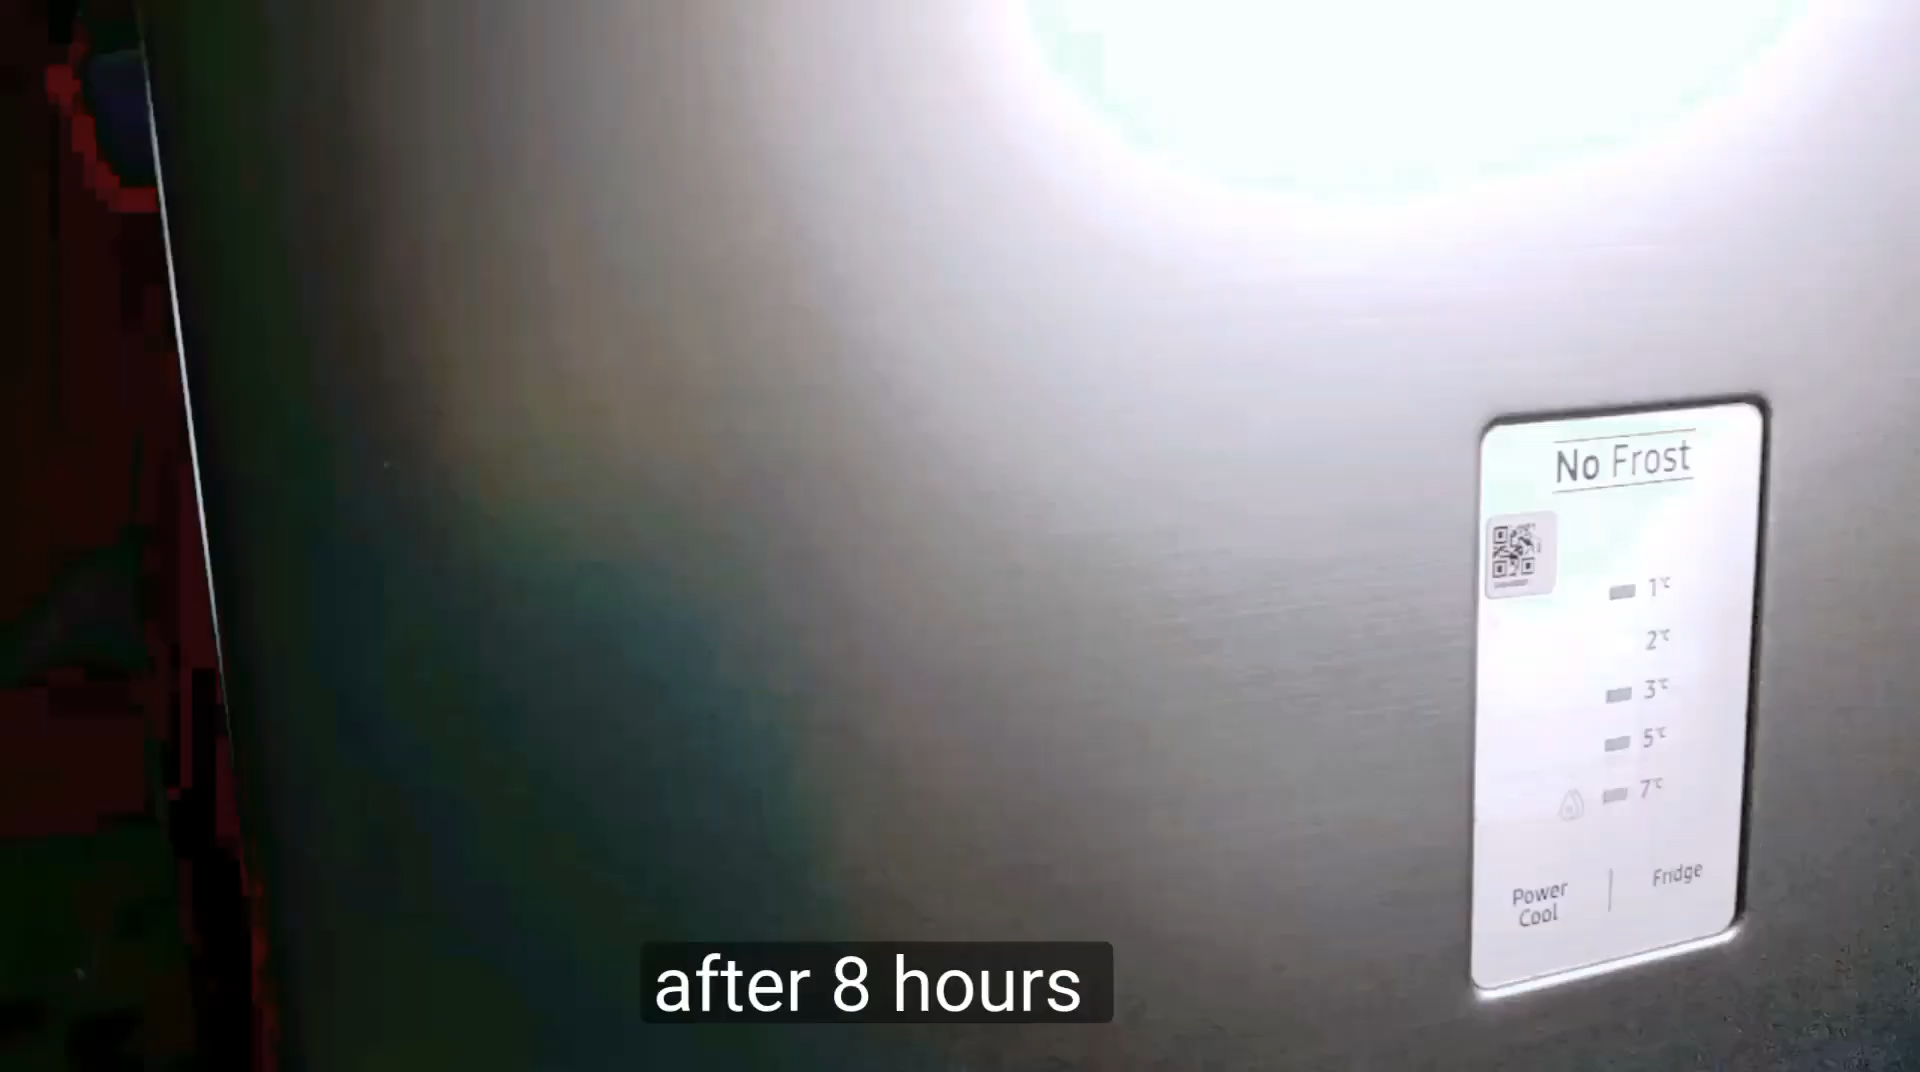 No Frost
1℃
2℃
3℃
5℃
7℃
Power
Cool
Fridge
after 8 hours